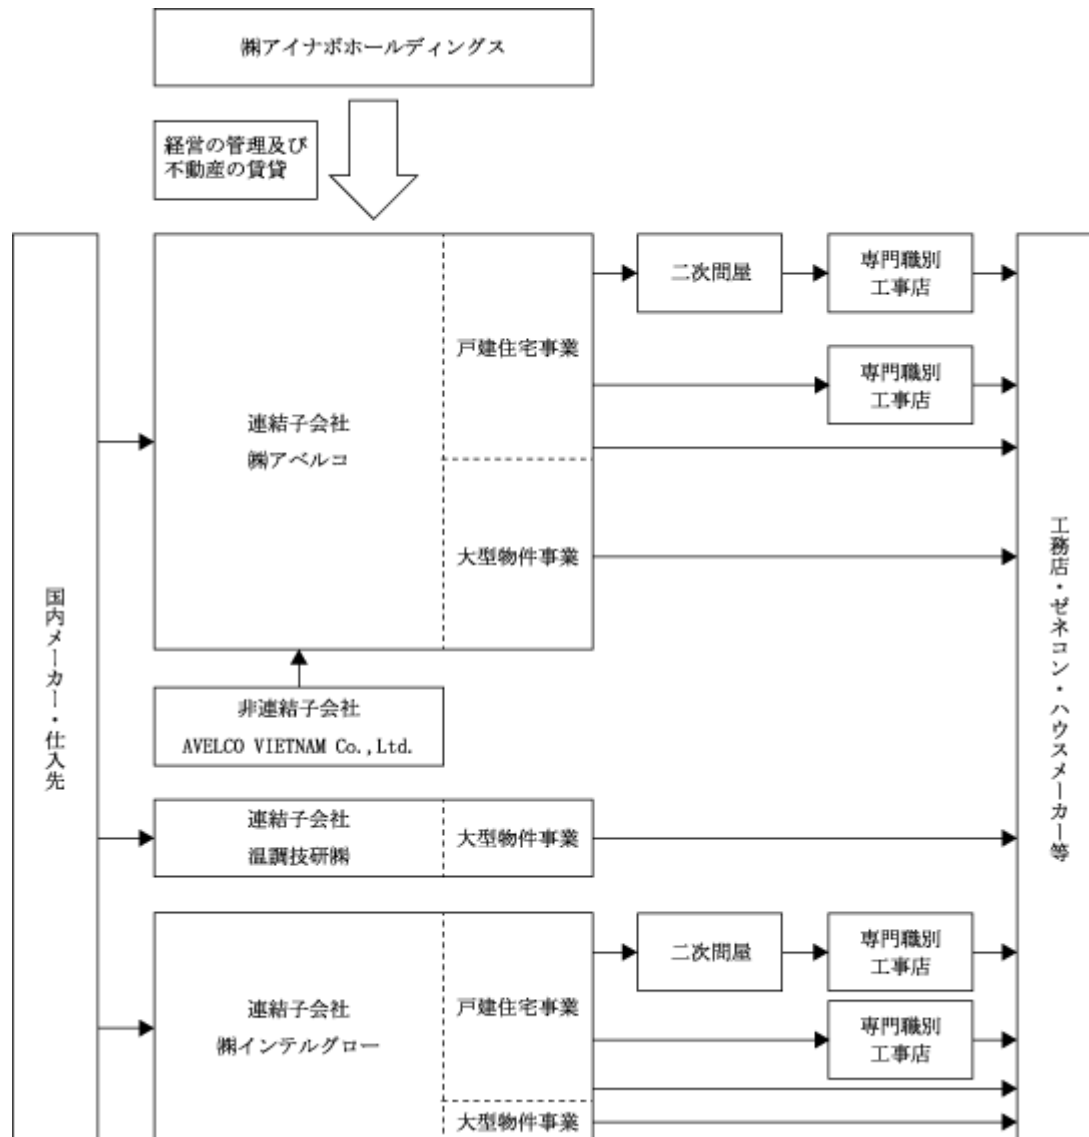 ㈱アイナボホールディングス
経営の管理及び
不動産の賃貸
国内メーカー・仕入先
連結子会社
㈱アベルコ
戸建住宅事業
大型物件事業
二次問屋
専門職別
工事店
専門職別
工事店
工務店・ゼネコン・ハウスメーカー等
非連結子会社
AVELCO VIETNAM Co.,Ltd.
連結子会社
温調技研㈱
大型物件事業
連結子会社
㈱インテルグロー
戸建住宅事業
大型物件事業
二次問屋
専門職別
工事店
専門職別
工事店